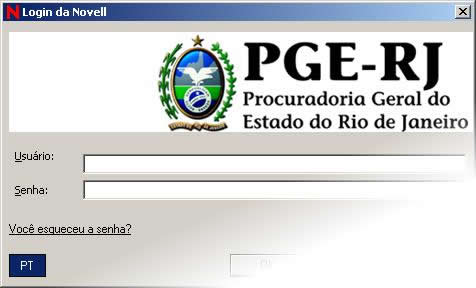 Login da Novell
PGE-RJ
Procuradoria Geral do
Estado do Rio de Janeiro
Usuário:
Senha:
Você esqueceu a senha?
PT